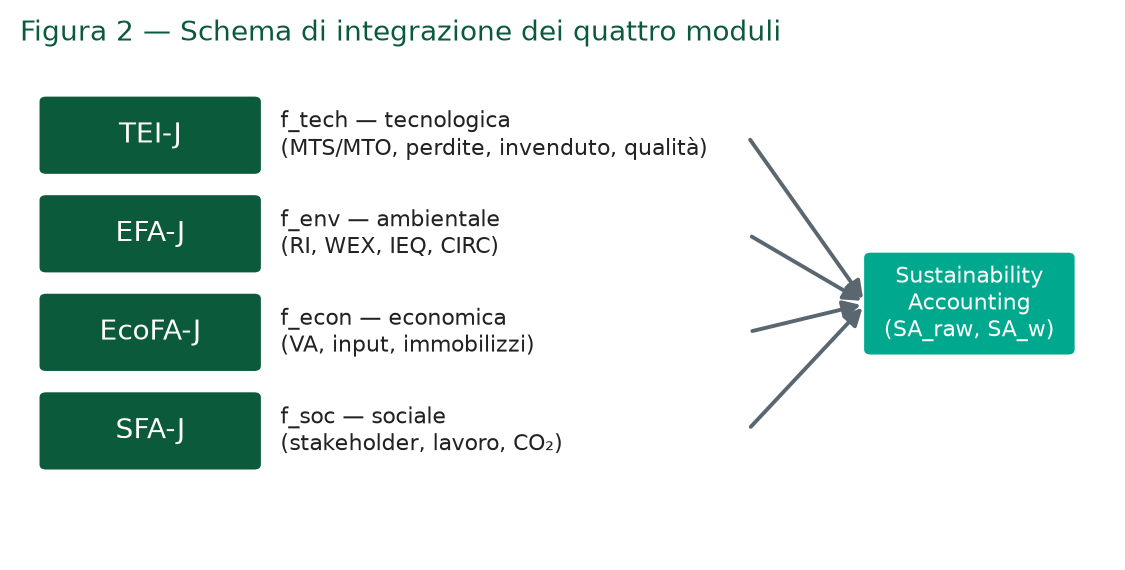 Figura 2 — Schema di integrazione dei quattro moduli
TEI-J
f_tech — tecnologica
(MTS/MTO, perdite, invenduto, qualità)
EFA-J
f_env — ambientale
(RI, WEX, IEQ, CIRC)
EcoFA-J
f_econ — economica
(VA, input, immobilizzi)
SFA-J
f_soc — sociale
(stakeholder, lavoro, CO₂)
Sustainability
Accounting
(SA_raw, SA_w)